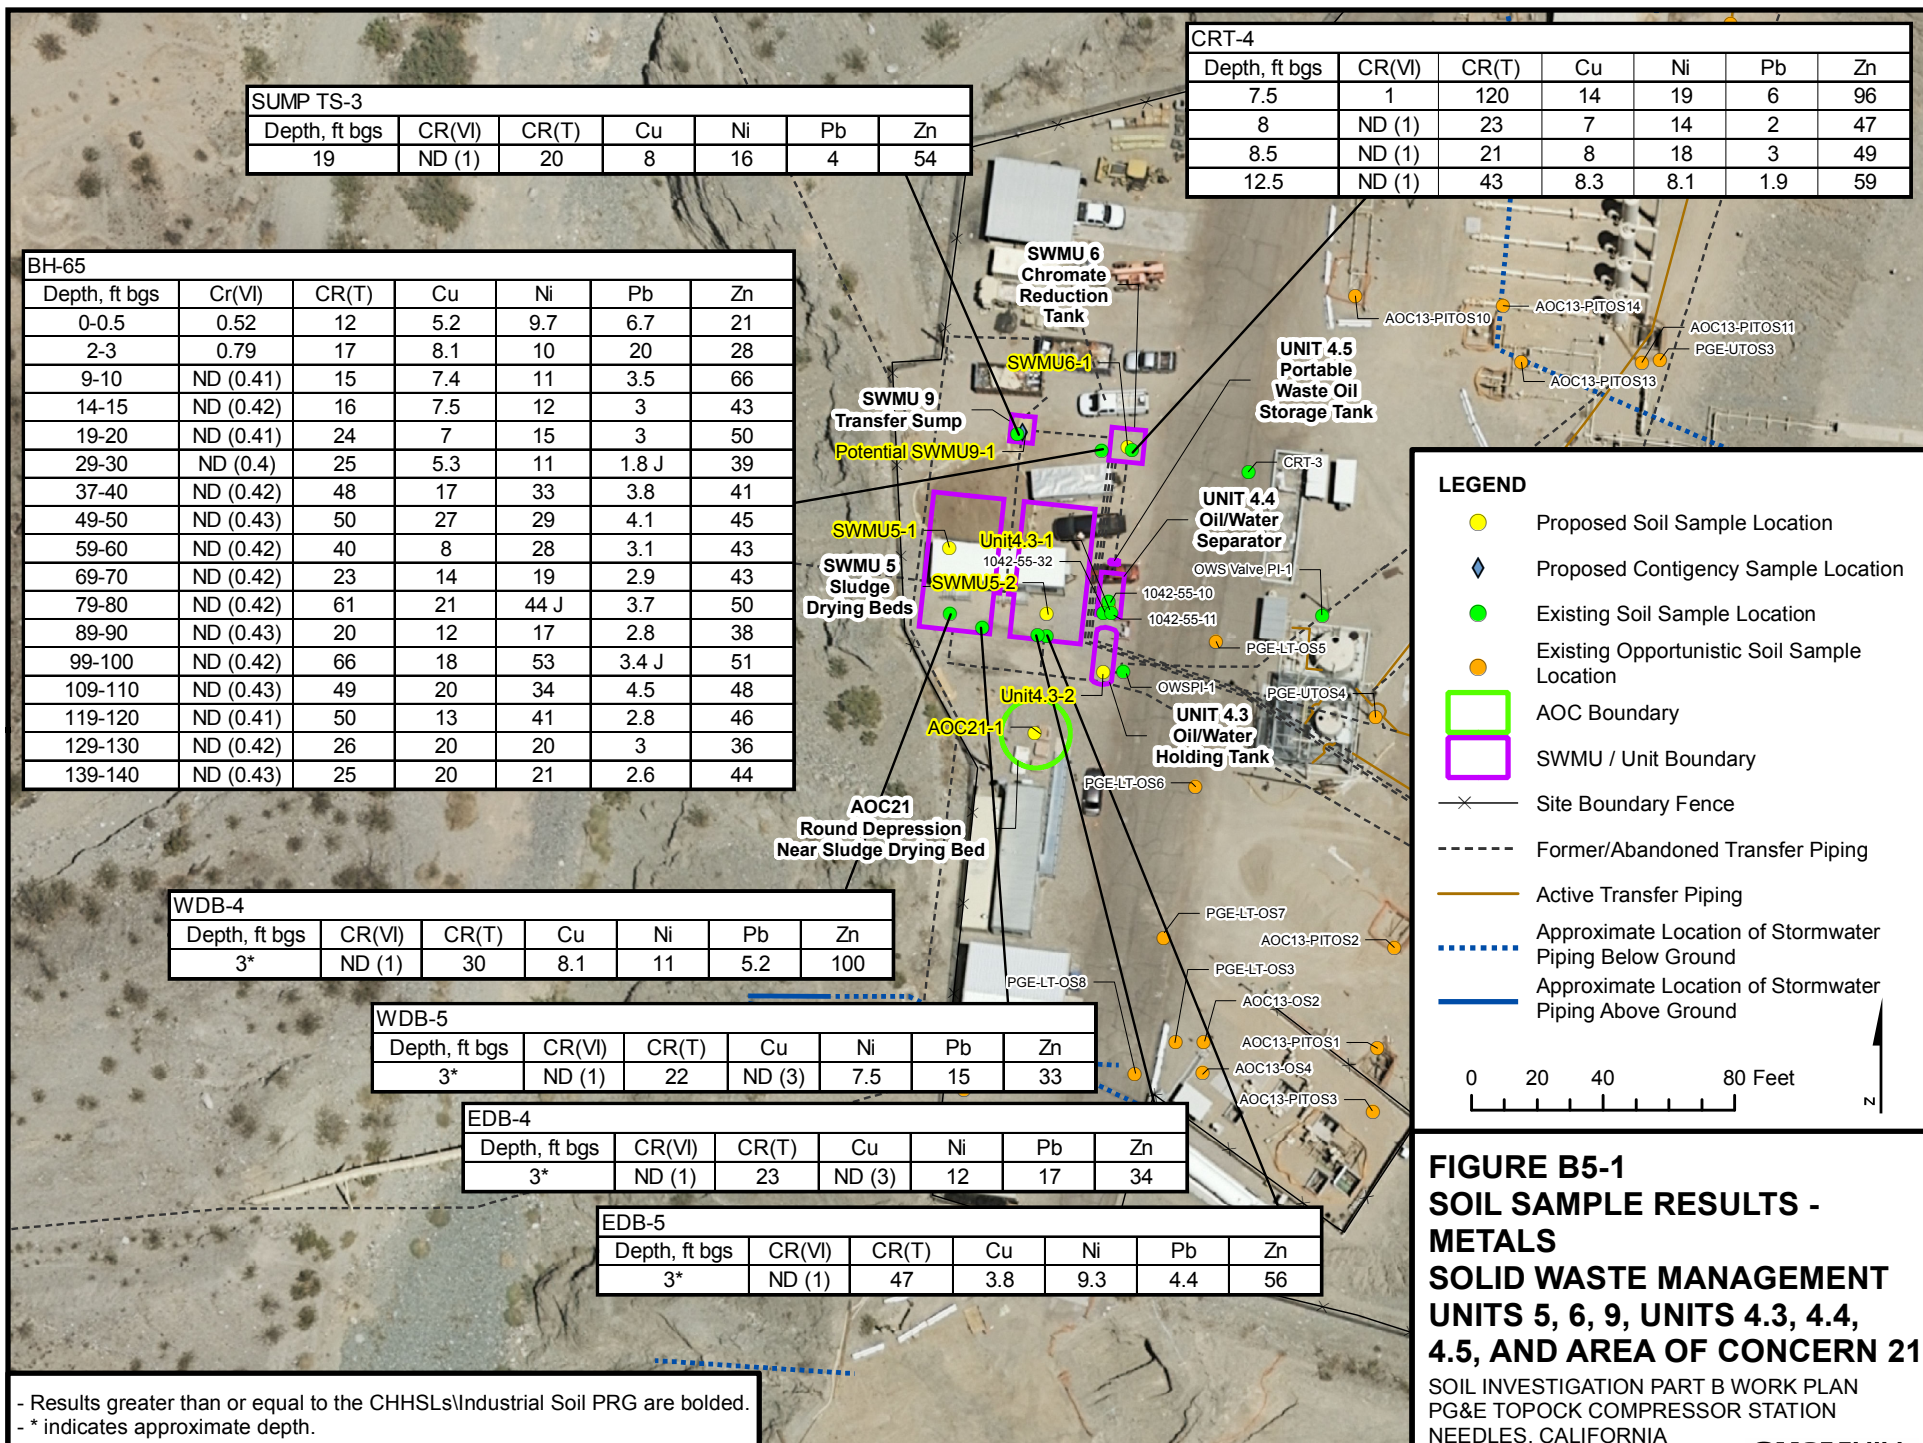 SUMP TS-3
Depth, ft bgs CR(VI) CR(T) Cu Ni Pb Zn
19 ND (1) 20 8 16 4 54
CRT-4
Depth, ft bgs CR(VI) CR(T) Cu Ni Pb Zn
7.5 1 120 14 19 6 96
8 ND (1) 23 7 14 2 47
8.5 ND (1) 21 8 18 3 49
12.5 ND (1) 43 8.3 8.1 1.9 59
BH-65
Depth, ft bgs Cr(VI) CR(T) Cu Ni Pb Zn
0-0.5 0.52 12 5.2 9.7 6.7 21
2-3 0.79 17 8.1 10 20 28
9-10 ND (0.41) 15 7.4 11 3.5 66
14-15 ND (0.42) 16 7.5 12 3 43
19-20 ND (0.41) 24 7 15 3 50
29-30 ND (0.4) 25 5.3 11 1.8 J 39
37-40 ND (0.42) 48 17 33 3.8 41
49-50 ND (0.43) 50 27 29 4.1 45
59-60 ND (0.42) 40 8 28 3.1 43
69-70 ND (0.42) 23 14 19 2.9 43
79-80 ND (0.42) 61 21 44 J 3.7 50
89-90 ND (0.43) 20 12 17 2.8 38
99-100 ND (0.42) 66 18 53 3.4 J 51
109-110 ND (0.43) 49 20 34 4.5 48
119-120 ND (0.41) 50 13 41 2.8 46
129-130 ND (0.42) 26 20 20 3 36
139-140 ND (0.43) 25 20 21 2.6 44
SWMU 6
Chromate
Reduction
Tank
SWMU6-1
SWMU 9
Transfer Sump
Potential SWMU9-1
UNIT 4.5
Portable
Waste Oil
Storage Tank
AOC13-PITOS10
AOC13-PITOS14
AOC13-PITOS11
PGE-UTOS3
AOC13-PITOS13
CRT-3
UNIT 4.4
Oil/Water
Separator
OWS Valve PI-1
SWMU5-1
SWMU 5
Sludge
Drying Beds
Unit4.3-1
1042-55-32
SWMU5-2
1042-55-10
1042-55-11
PGE-LT-OS5
OWSPI-1
Unit4.3-2
PGE-UTOS4
UNIT 4.3
Oil/Water
Holding Tank
AOC21-1
PGE-LT-OS6
AOC21
Round Depression
Near Sludge Drying Bed
PGE-LT-OS7
AOC13-PITOS2
PGE-LT-OS3
PGE-LT-OS8
AOC13-OS2
AOC13-PITOS1
AOC13-OS4
AOC13-PITOS3
WDB-4
Depth, ft bgs CR(VI) CR(T) Cu Ni Pb Zn
3* ND (1) 30 8.1 11 5.2 100
WDB-5
Depth, ft bgs CR(VI) CR(T) Cu Ni Pb Zn
3* ND (1) 22 ND (3) 7.5 15 33
EDB-4
Depth, ft bgs CR(VI) CR(T) Cu Ni Pb Zn
3* ND (1) 23 ND (3) 12 17 34
EDB-5
Depth, ft bgs CR(VI) CR(T) Cu Ni Pb Zn
3* ND (1) 47 3.8 9.3 4.4 56
LEGEND
Proposed Soil Sample Location
Proposed Contigency Sample Location
Existing Soil Sample Location
Existing Opportunistic Soil Sample
Location
AOC Boundary
SWMU / Unit Boundary
Site Boundary Fence
Former/Abandoned Transfer Piping
Active Transfer Piping
Approximate Location of Stormwater
Piping Below Ground
Approximate Location of Stormwater
Piping Above Ground
0 20 40 80 Feet
z
FIGURE B5-1
SOIL SAMPLE RESULTS -
METALS
SOLID WASTE MANAGEMENT
UNITS 5, 6, 9, UNITS 4.3, 4.4,
4.5, AND AREA OF CONCERN 21
SOIL INVESTIGATION PART B WORK PLAN
PG&E TOPOCK COMPRESSOR STATION
NEEDLES, CALIFORNIA
- Results greater than or equal to the CHHSLs\Industrial Soil PRG are bolded.
- * indicates approximate depth.